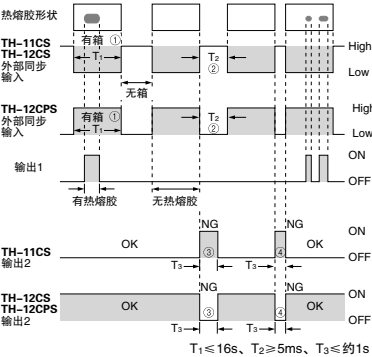 热熔胶形状
有箱 ①
TH-11CS
TH-12CS
外部同步
输入
T₁
T₂
②
High
Low
无箱
TH-12CPS
外部同步
输入
有箱 ①
T₁
T₂
②
High
Low
输出1
ON
OFF
有热熔胶
无热熔胶
NG
NG
OK
OK
ON
③
④
TH-11CS
输出2
OFF
T₃
T₃
NG
NG
TH-12CS
TH-12CPS
输出2
OK
OK
ON
③
④
OFF
T₃
T₃
T₁≤16s、T₂≥5ms、T₃≤约1s